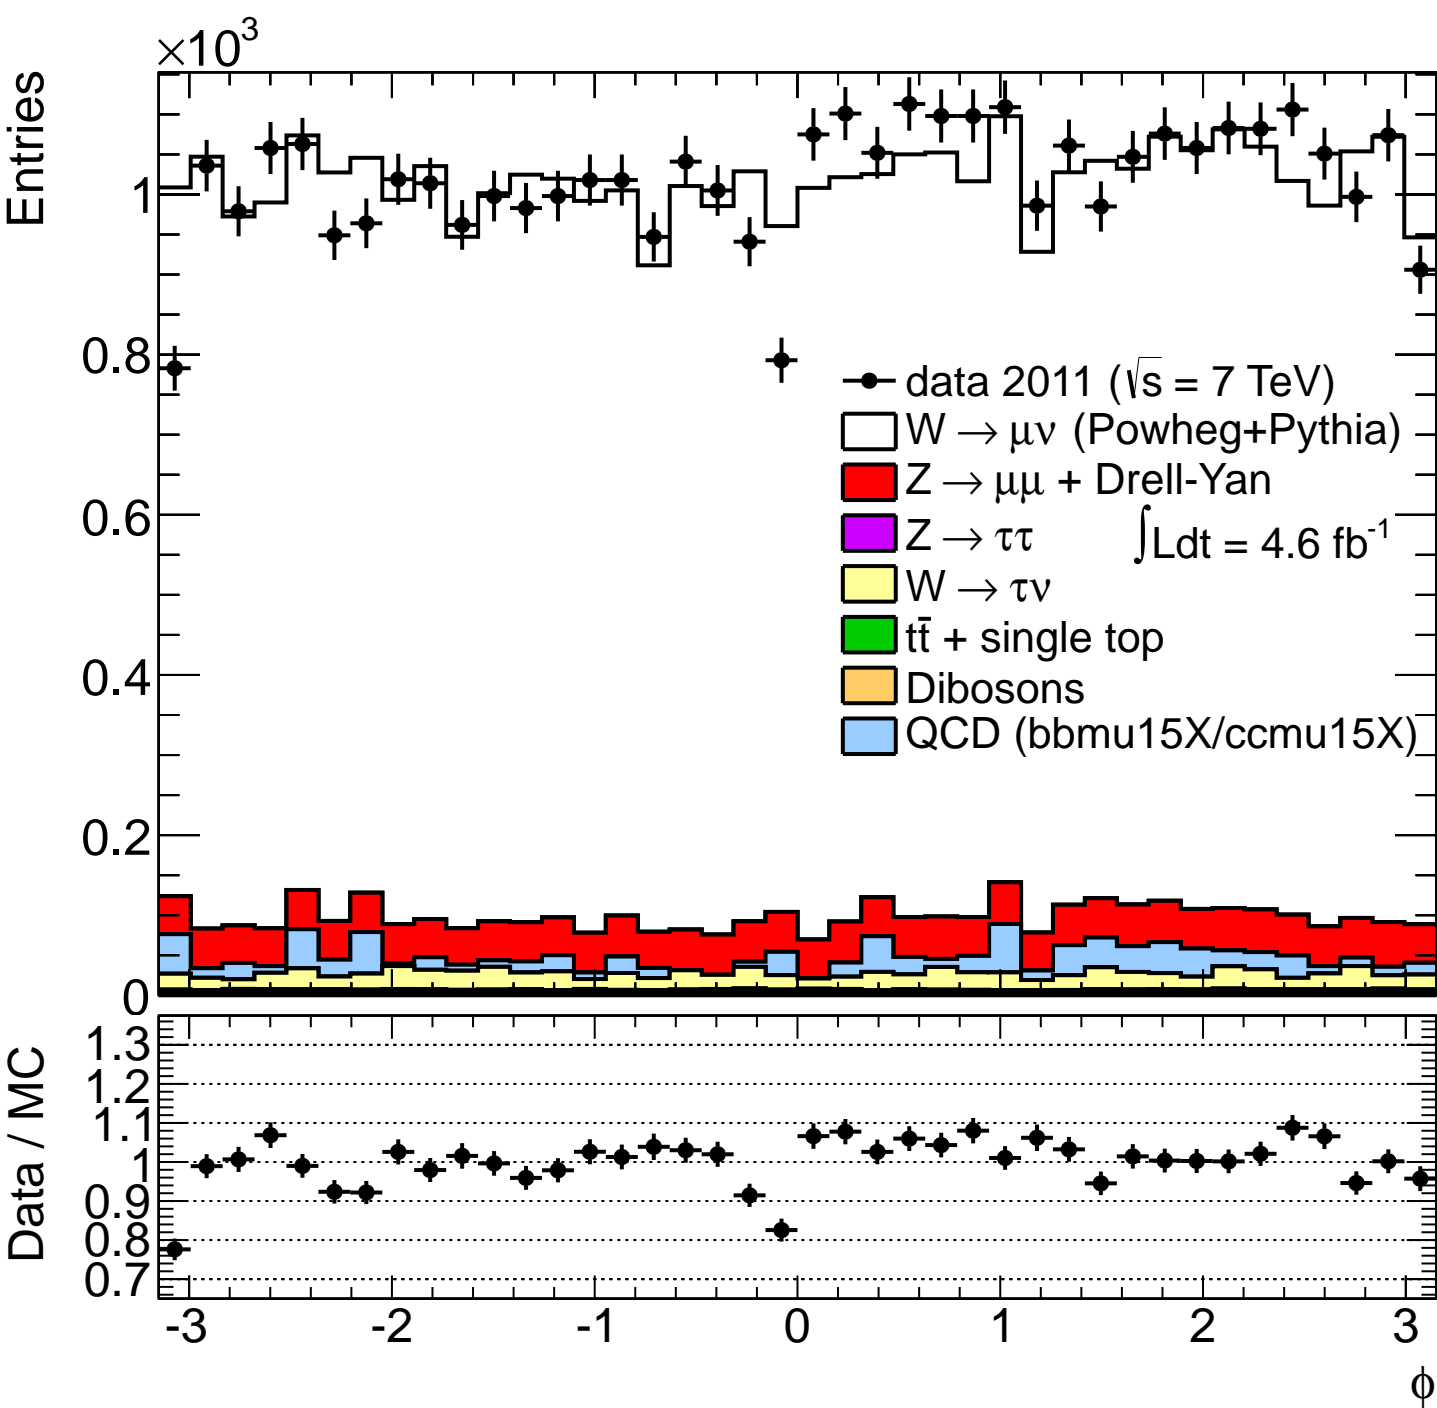 ×10³
Entries
1
0.8
0.6
0.4
0.2
0
data 2011 (√s = 7 TeV)
W → μν (Powheg+Pythia)
Z → μμ + Drell-Yan
Z → ττ
∫Ldt = 4.6 fb⁻¹
W → τν
tt̄ + single top
Dibosons
QCD (bbmu15X/ccmu15X)
Data / MC
1.3
1.2
1.1
1
0.9
0.8
0.7
-3 -2 -1 0 1 2 3
ϕ